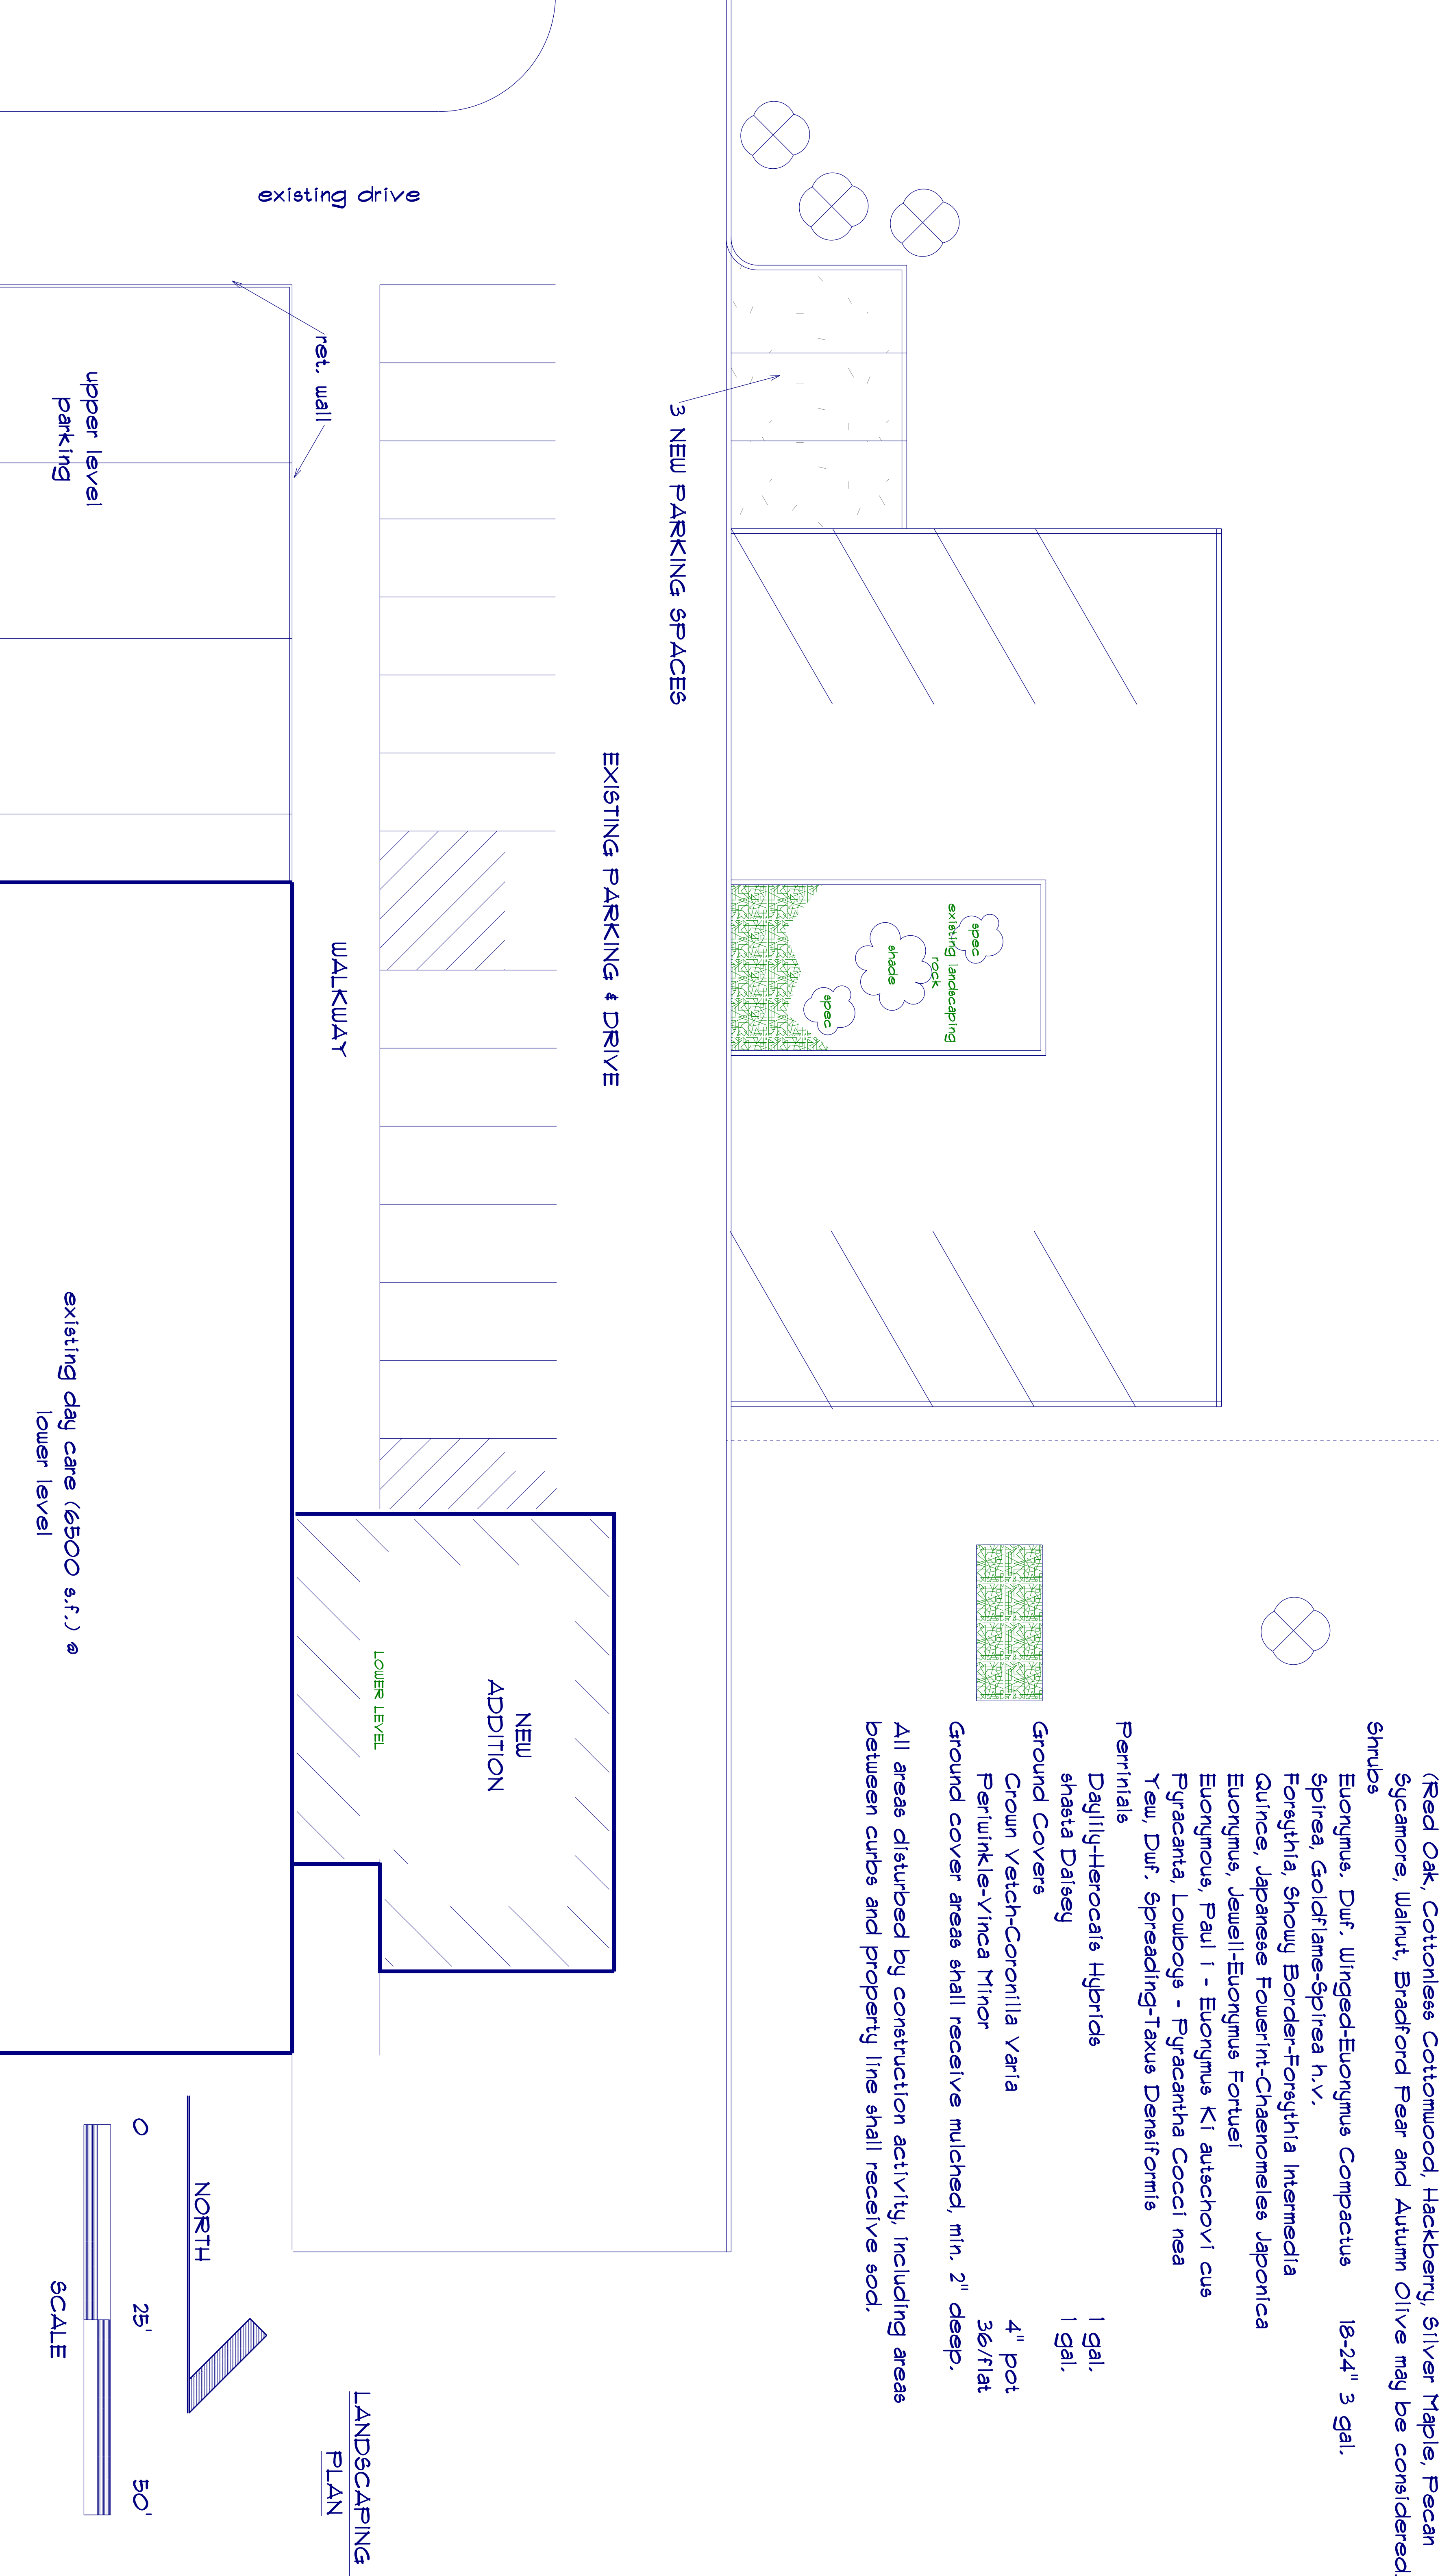 existing drive
ret. wall
upper level
parking
3 NEW PARKING SPACES
EXISTING PARKING & DRIVE
WALKWAY
spec
existing landscaping
rock
shade
spec
existing day care (6500 s.f.) @
lower level
NEW
ADDITION
LOWER LEVEL
(Red Oak, Cottonless Cottomwood, Hackberry, Silver Maple, Pecan
Sycamore, Walnut, Bradford Pear and Autumn Olive may be considered.
Shrubs
Euonymus. Dwf. Winged-Euonymus Compactus 18-24" 3 gal.
Spirea, Goldflame-Spirea h.v.
Forsythia, Showy Border-Forsythia Intermedia
Quince, Japanese Fowerint-Chaenomeles Japonica
Euonymus, Jewell-Euonymus Fortuei
Euonymous, Paul i - Euonymus Ki autschovi cus
Pyracanta, Lowboys - Pyracantha Cocci nea
Yew, Dwf. Spreading-Taxus Densiformis
Perrinials
Daylily-Herocais Hybrids 1 gal.
shasta Daisey 1 gal.
Ground Covers
Crown Vetch-Coronilla Varia 4" pot
Periwinkle-Vinca Minor 36/flat
Ground cover areas shall receive mulched, min. 2" deep.
All areas disturbed by construction activity, including areas
between curbs and property line shall receive sod.
NORTH
0 25' 50'
SCALE
LANDSCAPING
PLAN